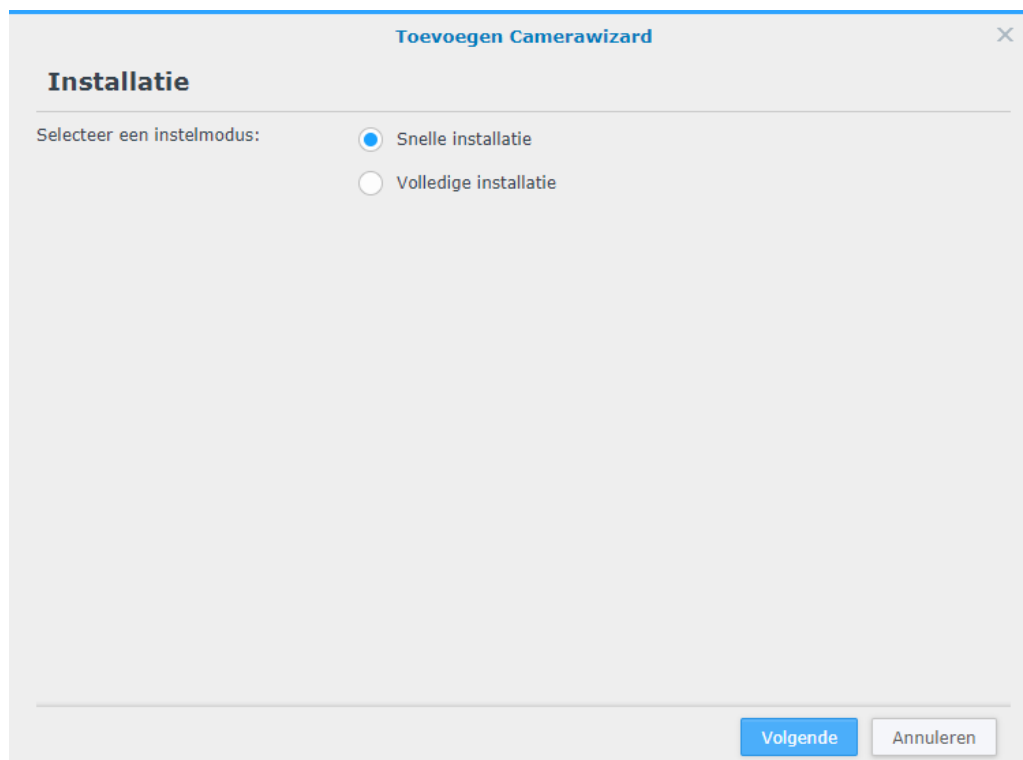 Toevoegen Camerawizard
Installatie
Selecteer een instelmodus:
Snelle installatie
Volledige installatie
Volgende
Annuleren